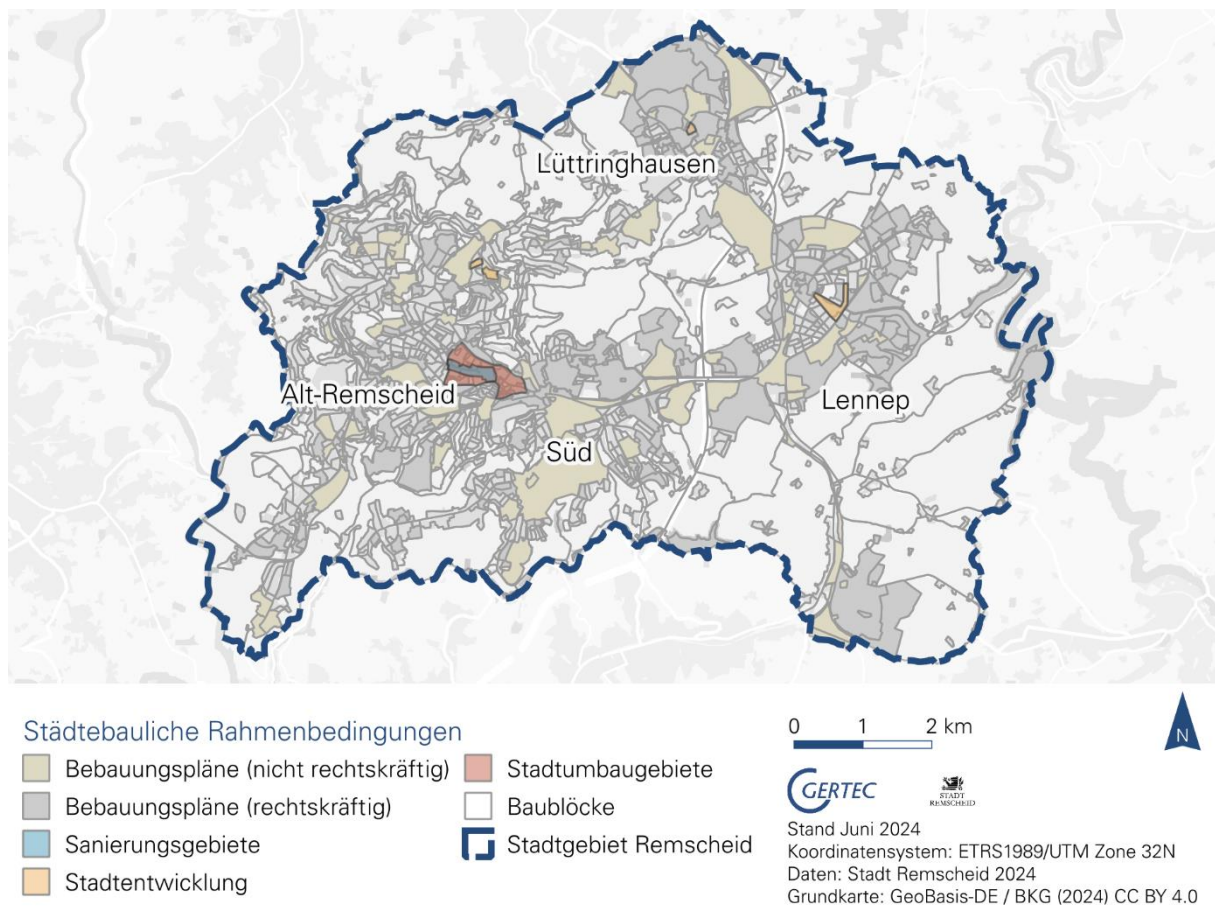 Lüttringhausen
Alt-Remscheid
Lennep
Süd
Städtebauliche Rahmenbedingungen
Bebauungspläne (nicht rechtskräftig)
Bebauungspläne (rechtskräftig)
Sanierungsgebiete
Stadtentwicklung
Stadtumbaugebiete
Baublöcke
Stadtgebiet Remscheid
0 1 2 km
N
GERTEC
STADT
REMSCHEID
Stand Juni 2024
Koordinatensystem: ETRS1989/UTM Zone 32N
Daten: Stadt Remscheid 2024
Grundkarte: GeoBasis-DE / BKG (2024) CC BY 4.0